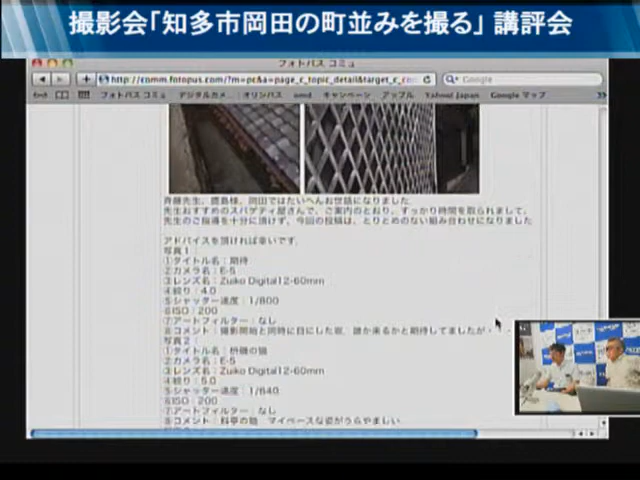 撮影会「知多市岡田の町並みを撮る」講評会
フォトパス コミュ
http://comm.fotopus.com/?m=pc&a=page_c_topic_detail&target_c_co
Google
フォトパス コミュ デジタルカメ... オリンパス omd キャンペーン アップル Yahoo! Japan Google マップ
斉藤先生、鹿島様、岡田ではたいへんお世話になりました。
先生おすすめのスパゲティ屋さんで、ご案内のとおり、すっかり時間を取られまして、
先生のご指導を十分に頂けず、今回の投稿は、とりとめのない組み合わせになりました
アドバイスを頂ければ幸いです。
写真1:
①タイトル名:期待
②カメラ名:E-5
③レンズ名:Zuiko Digital12-60mm
④絞り:4.0
⑤シャッター速度:1/800
⑥ISO:200
⑦アートフィルター:なし
⑧コメント:撮影開始と同時に目にした坂、誰か来るかと期待してましたが・・
写真2:
①タイトル名:の猫
②カメラ名:E-5
③レンズ名:Zuiko Digital12-60mm
④絞り:5.0
⑤シャッター速度:1/640
⑥ISO:200
⑦アートフィルター:なし
⑧コメント:料亭の猫 マイペースな姿がうらやましい